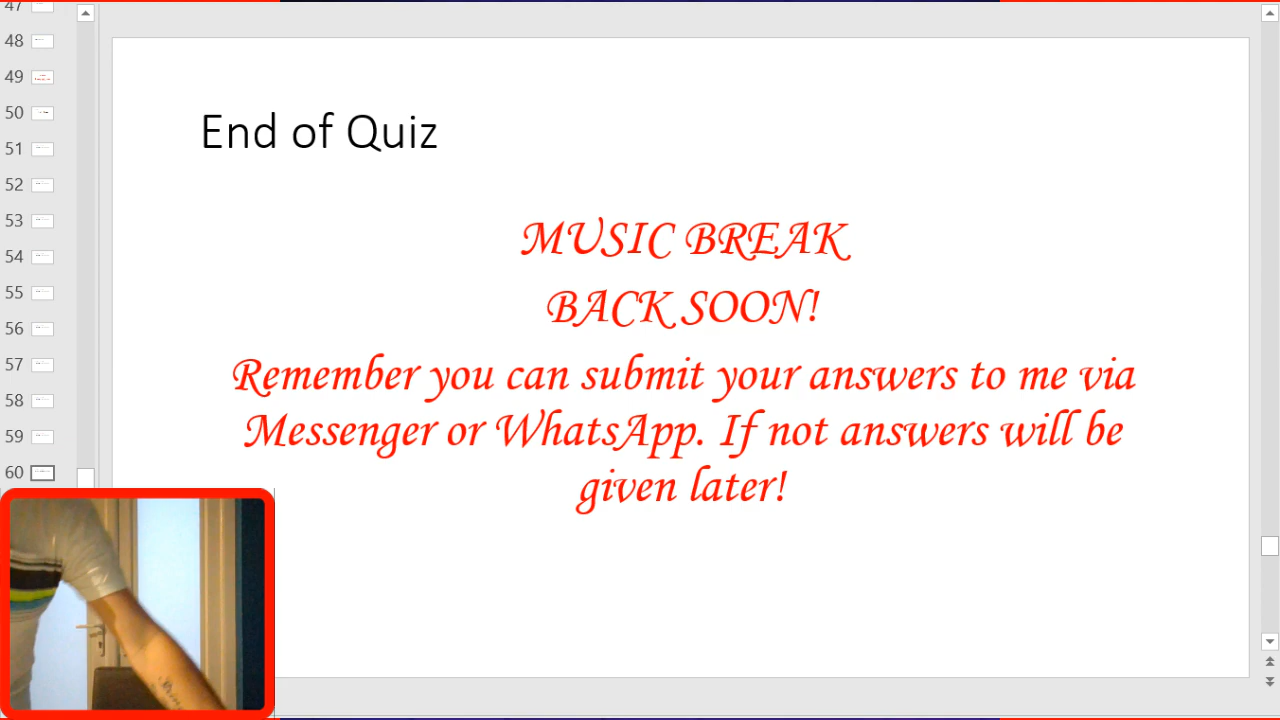 47
48
49
50
51
52
53
54
55
56
57
58
59
60
End of Quiz
MUSIC BREAK
BACK SOON!
Remember you can submit your answers to me via
Messenger or WhatsApp. If not answers will be
given later!